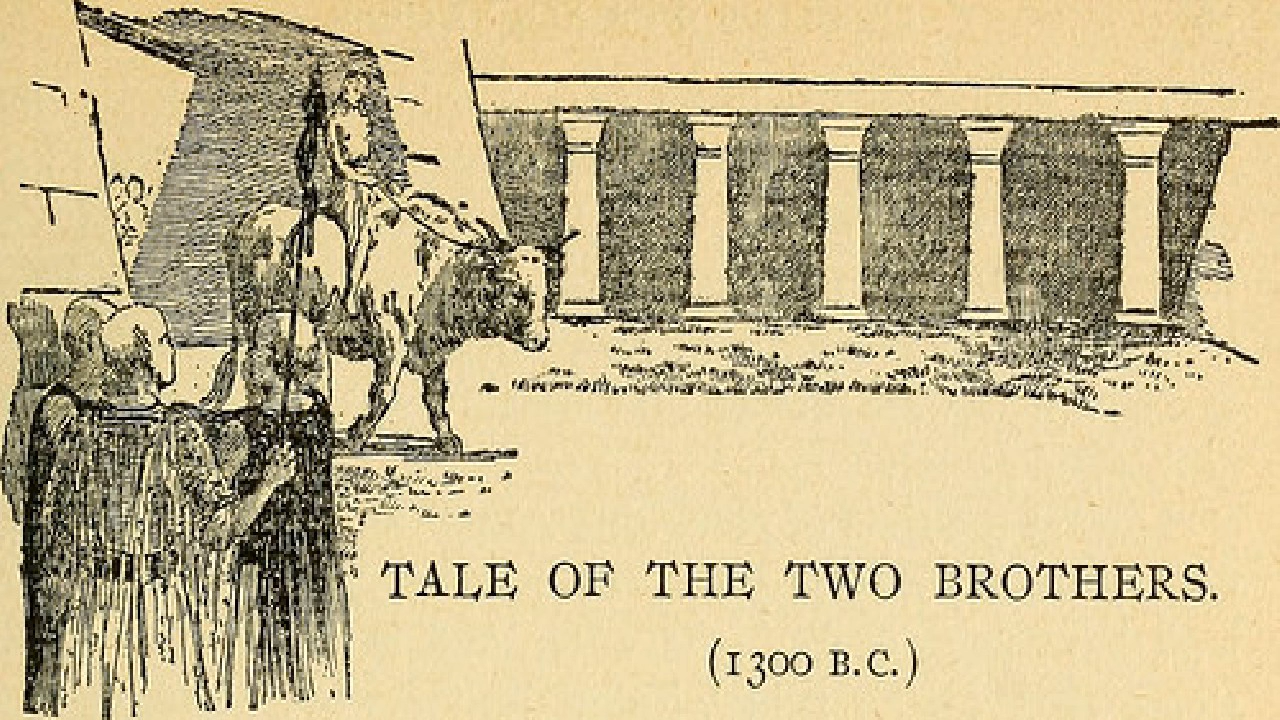 TALE OF THE TWO BROTHERS.
(1300 B.C.)